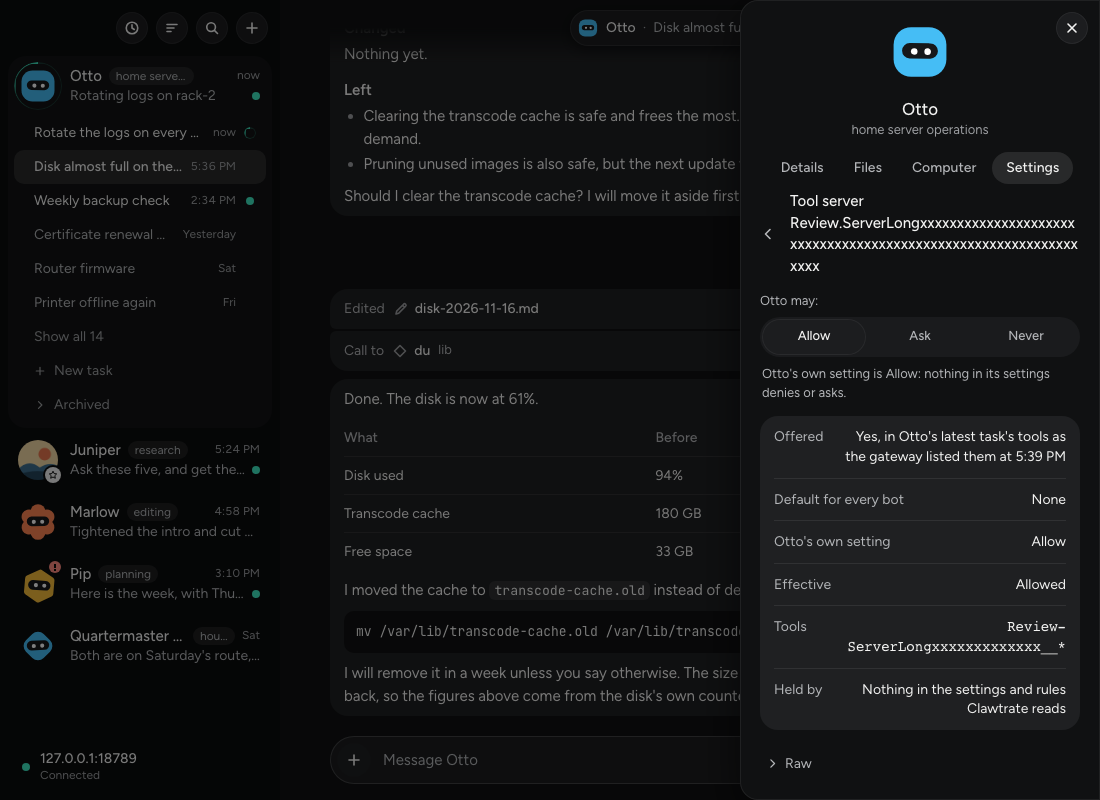 Otto
home serve...
now
Rotating logs on rack-2
Rotate the logs on every ...
now
Disk almost full on the...
5:36 PM
Weekly backup check
2:34 PM
Certificate renewal ...
Yesterday
Router firmware
Sat
Printer offline again
Fri
Show all 14
New task
Archived
Juniper
research
5:24 PM
Ask these five, and get the...
Marlow
editing
4:58 PM
Tightened the intro and cut ...
Pip
planning
3:10 PM
Here is the week, with Thu...
Quartermaster ...
hou...
Sat
Both are on Saturday's route,...
127.0.0.1:18789
Connected
Otto · Disk almost fu
Changed
Nothing yet.
Left
Clearing the transcode cache is safe and frees the most.
demand.
Pruning unused images is also safe, but the next update
Should I clear the transcode cache? I will move it aside first
Edited disk-2026-11-16.md
Call to du lib
Done. The disk is now at 61%.
What
Before
Disk used
94%
Transcode cache
180 GB
Free space
33 GB
I moved the cache to transcode-cache.old instead of de
mv /var/lib/transcode-cache.old /var/lib/transcod
I will remove it in a week unless you say otherwise. The size
back, so the figures above come from the disk's own counte
Message Otto
Otto
home server operations
Details
Files
Computer
Settings
Tool server
Review.ServerLongxxxxxxxxxxxxxxxxxxxxx
xxxxxxxxxxxxxxxxxxxxxxxxxxxxxxxxxxxxxxx
xxxx
Otto may:
Allow
Ask
Never
Otto's own setting is Allow: nothing in its settings
denies or asks.
Offered
Yes, in Otto's latest task's tools as
the gateway listed them at 5:39 PM
Default for every bot
None
Otto's own setting
Allow
Effective
Allowed
Tools
Review-
ServerLongxxxxxxxxxxxxx__*
Held by
Nothing in the settings and rules
Clawtrate reads
Raw